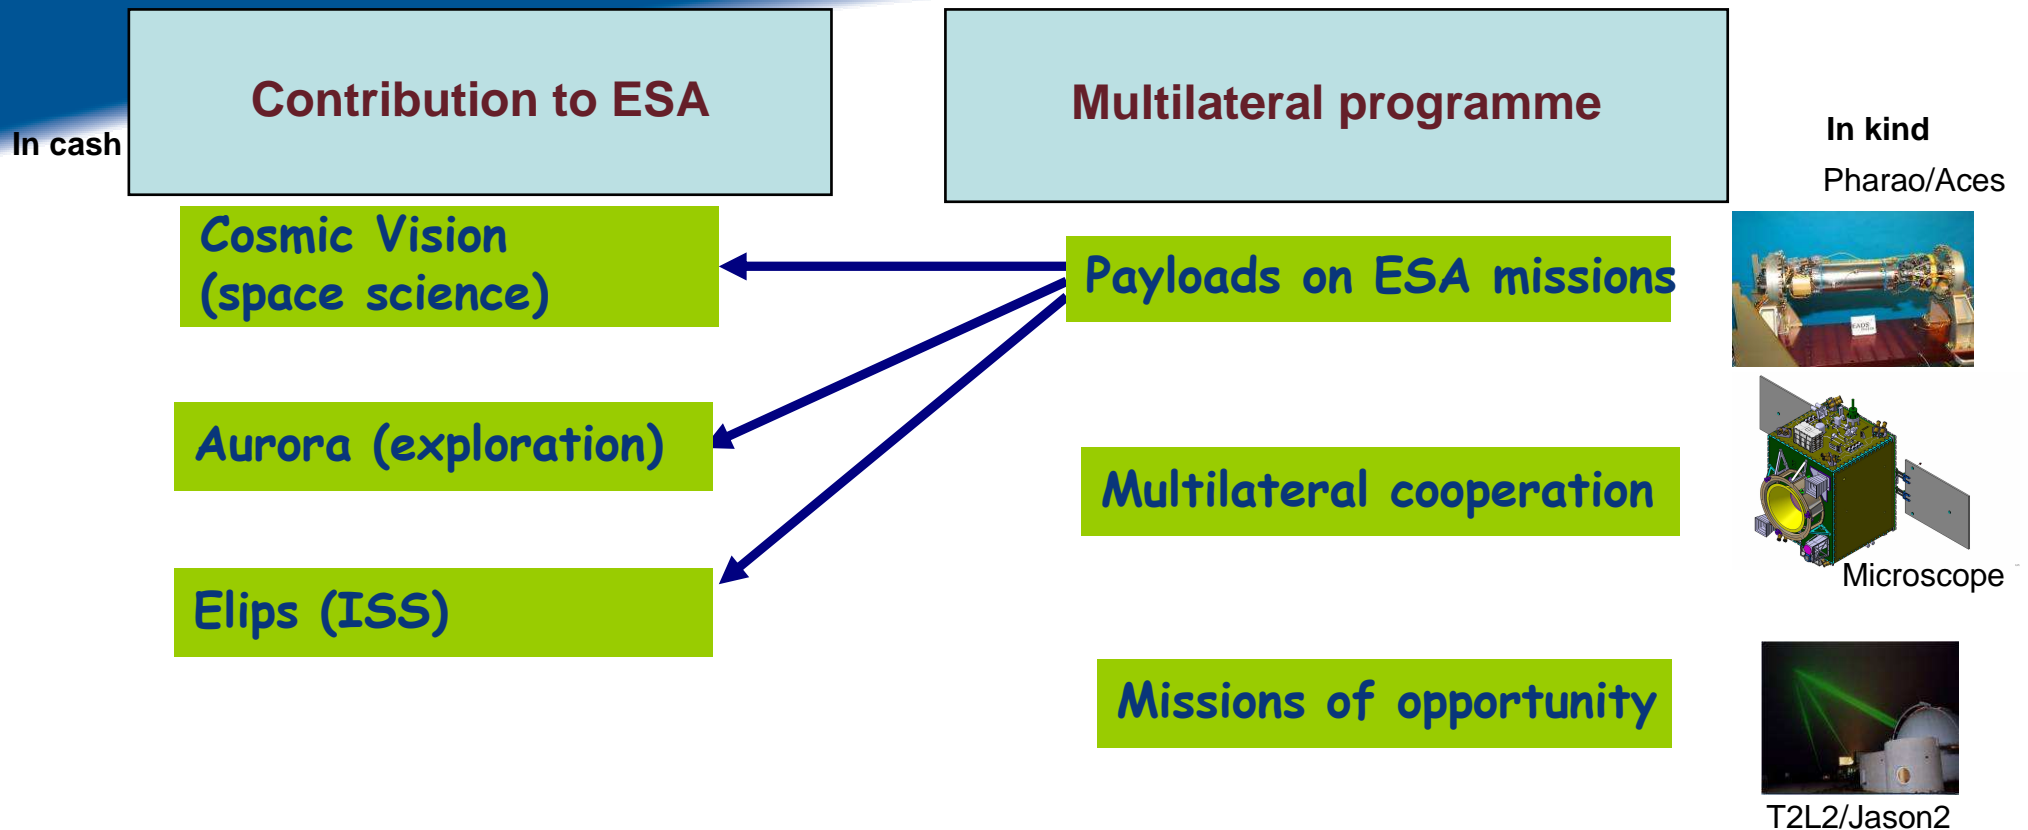 Contribution to ESA
Multilateral programme
In cash
In kind
Pharao/Aces
Cosmic Vision
(space science)
Payloads on ESA missions
EADS
Aurora (exploration)
Multilateral cooperation
Microscope
Elips (ISS)
Missions of opportunity
T2L2/Jason2